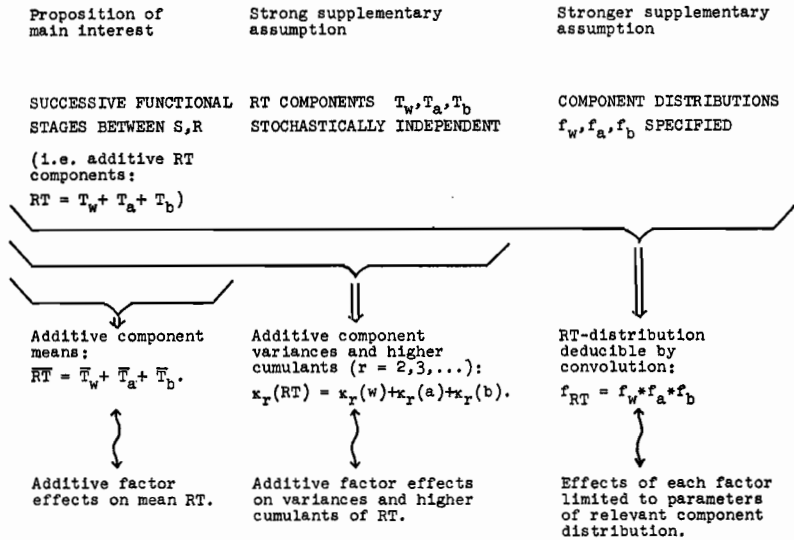 Proposition of
main interest
Strong supplementary
assumption
Stronger supplementary
assumption
SUCCESSIVE FUNCTIONAL
STAGES BETWEEN S,R
(i.e. additive RT
components:
RT = T_w + T_a + T_b)
RT COMPONENTS T_w,T_a,T_b
STOCHASTICALLY INDEPENDENT
COMPONENT DISTRIBUTIONS
f_w,f_a,f_b SPECIFIED
Additive component
means:
R̅T̅ = T̅_w + T̅_a + T̅_b.
Additive component
variances and higher
cumulants (r = 2,3,...):
κ_r(RT) = κ_r(w)+κ_r(a)+κ_r(b).
RT-distribution
deducible by
convolution:
f_RT = f_w*f_a*f_b
Additive factor
effects on mean RT.
Additive factor effects
on variances and higher
cumulants of RT.
Effects of each factor
limited to parameters
of relevant component
distribution.